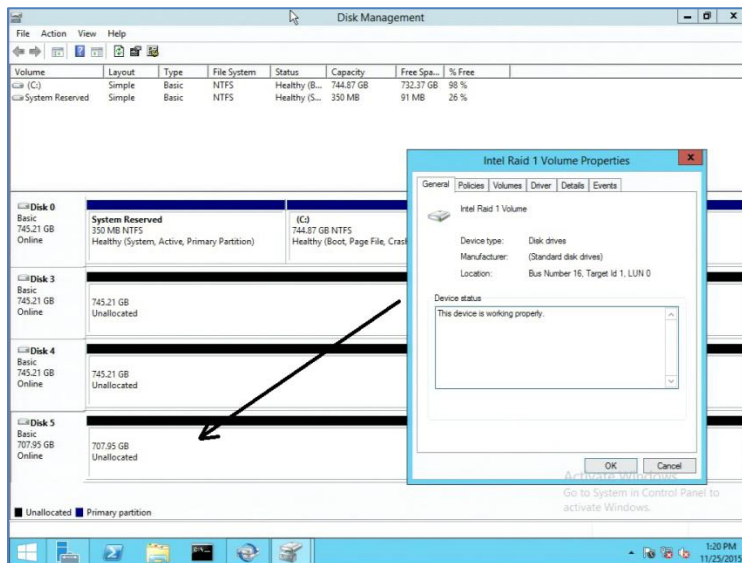 Disk Management
File Action View Help
Volume Layout Type File System Status Capacity Free Spa... % Free
(C:) Simple Basic NTFS Healthy (B... 744.87 GB 732.37 GB 98 %
System Reserved Simple Basic NTFS Healthy (S... 350 MB 91 MB 26 %
Disk 0
Basic
745.21 GB
Online
System Reserved
350 MB NTFS
Healthy (System, Active, Primary Partition)
(C:)
744.87 GB NTFS
Healthy (Boot, Page File, Cras
Disk 3
Basic
745.21 GB
Online
745.21 GB
Unallocated
Disk 4
Basic
745.21 GB
Online
745.21 GB
Unallocated
Disk 5
Basic
707.95 GB
Online
707.95 GB
Unallocated
Unallocated Primary partition
Intel Raid 1 Volume Properties
General Policies Volumes Driver Details Events
Intel Raid 1 Volume
Device type: Disk drives
Manufacturer: (Standard disk drives)
Location: Bus Number 16, Target Id 1, LUN 0
Device status
This device is working properly.
OK Cancel
Activate Windows
Go to System in Control Panel to
activate Windows.
1:20 PM
11/25/2015